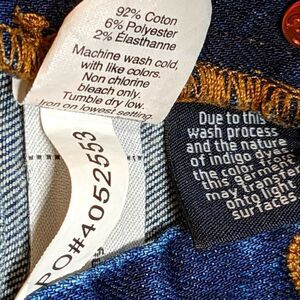 92% Coton
6% Polyester
2% Élasthanne
Machine wash cold,
with like colors.
Non chlorine
bleach only.
Tumble dry low.
Iron on lowest setting.
PO#4052553
Due to this
wash process
and the nature
of indigo dye
the color from
this garment
may transfer
onto light
surfaces